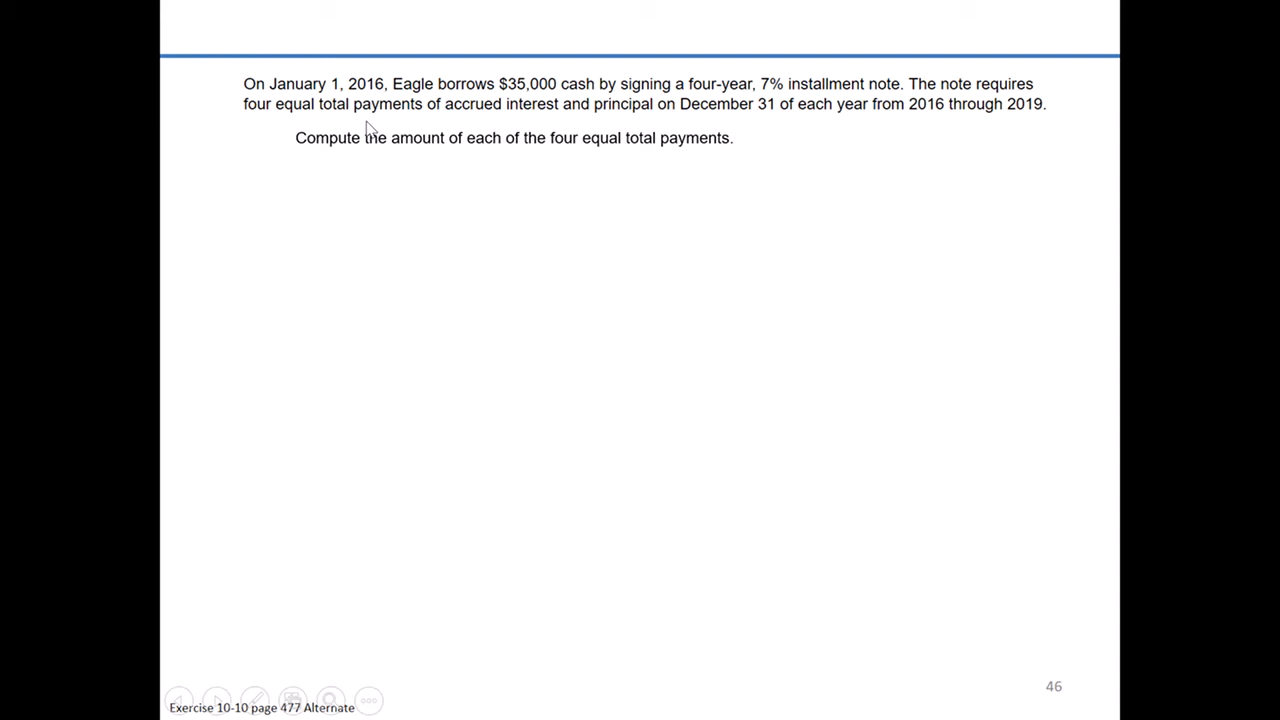 On January 1, 2016, Eagle borrows $35,000 cash by signing a four-year, 7% installment note. The note requires
four equal total payments of accrued interest and principal on December 31 of each year from 2016 through 2019.
Compute the amount of each of the four equal total payments.
46
Exercise 10-10 page 477 Alternate